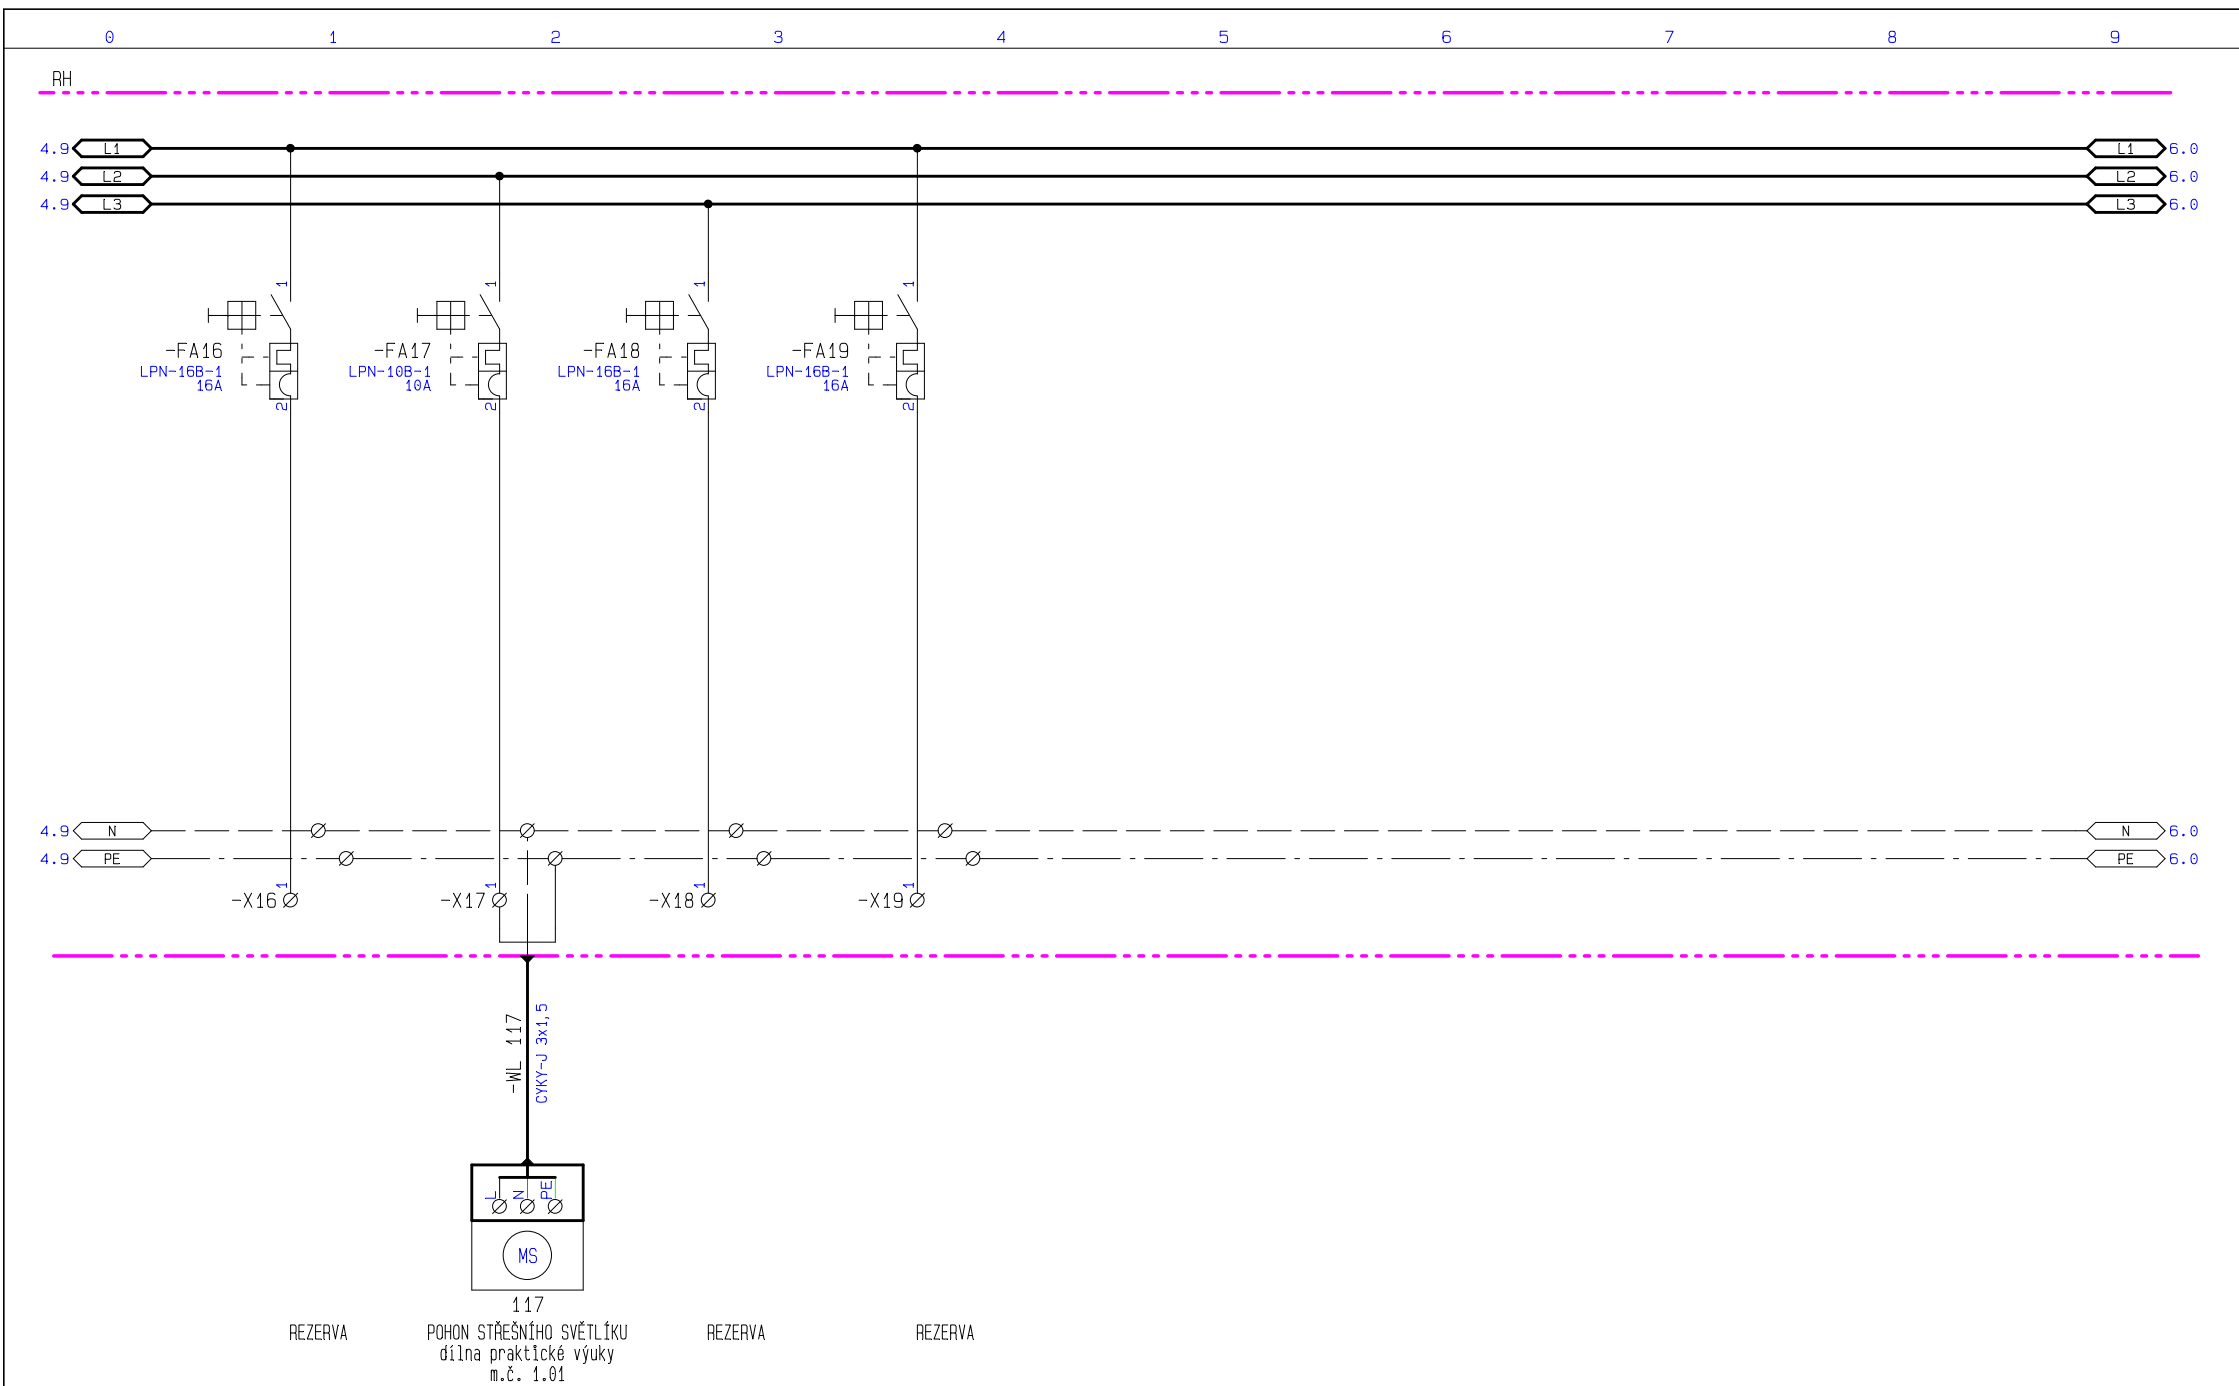 0 1 2 3 4 5 6 7 8 9
RH
4.9 L1 L1 6.0
4.9 L2 L2 6.0
4.9 L3 L3 6.0
1 1 1 1
-FA16 -FA17 -FA18 -FA19
LPN-16B-1 LPN-10B-1 LPN-16B-1 LPN-16B-1
16A 10A 16A 16A
2 2 2 2
4.9 N N 6.0
4.9 PE PE 6.0
1 1 1 1
-X16 -X17 -X18 -X19
-WL 117
CYKY-J 3x1,5
L N PE
MS
117
REZERVA POHON STŘEŠNÍHO SVĚTLÍKU REZERVA REZERVA
dílna praktické výuky
m.č. 1.01